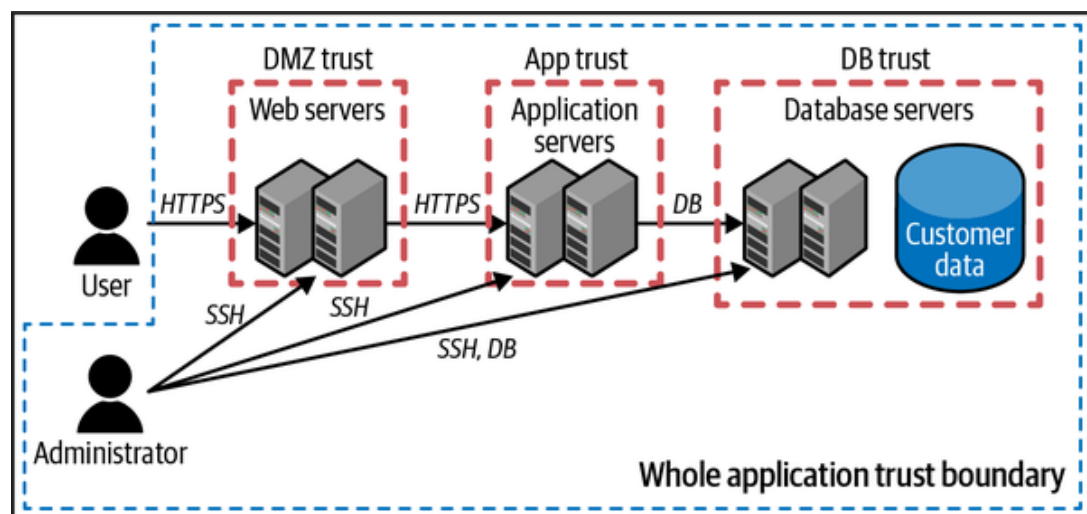 DMZ trust
App trust
DB trust
Web servers
Application
servers
Database servers
HTTPS
HTTPS
DB
Customer
data
User
SSH
SSH
SSH, DB
Administrator
Whole application trust boundary